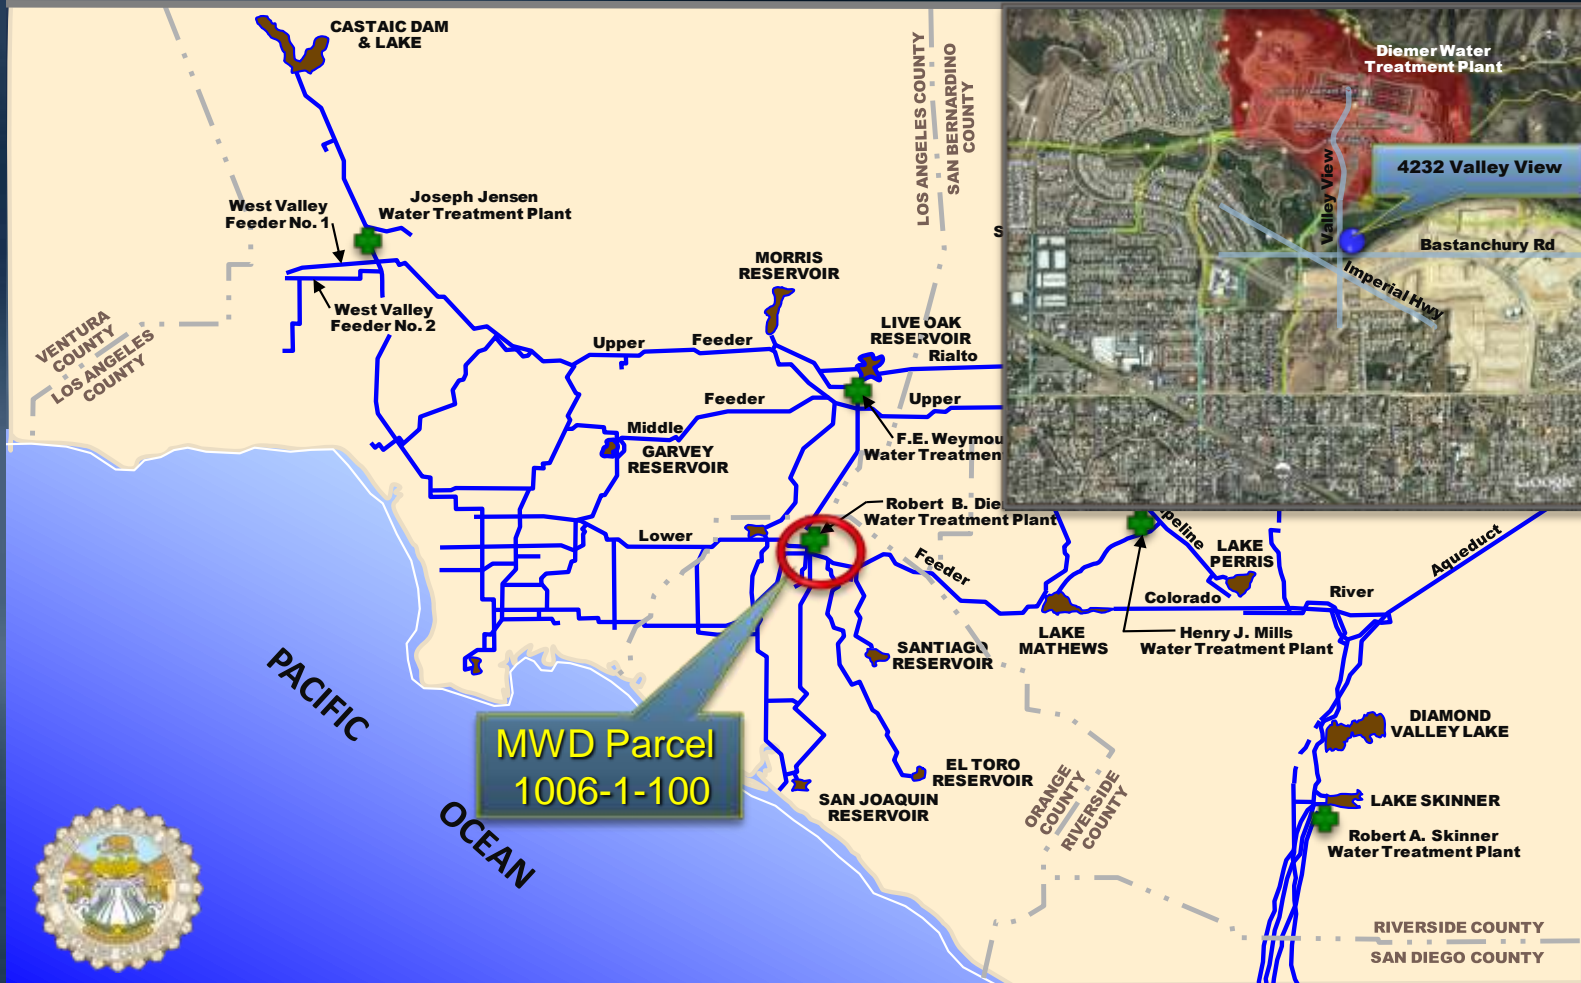 CASTAIC DAM
& LAKE
LOS ANGELES COUNTY
SAN BERNARDINO
COUNTY
Diemer Water
Treatment Plant
4232 Valley View
Valley View
Bastanchury Rd
Imperial Hwy
Google
Joseph Jensen
Water Treatment Plant
West Valley
Feeder No. 1
West Valley
Feeder No. 2
VENTURA
COUNTY
LOS ANGELES
COUNTY
S
MORRIS
RESERVOIR
LIVE OAK
RESERVOIR
Rialto
Upper Feeder
Feeder
Upper
Middle
GARVEY
RESERVOIR
F.E. Weymou
Water Treatmen
Robert B. Die
Water Treatment Plant
Lower
Feeder
peline
LAKE
PERRIS
Aqueduct
Colorado
River
LAKE
MATHEWS
Henry J. Mills
Water Treatment Plant
SANTIAGO
RESERVOIR
PACIFIC
OCEAN
MWD Parcel
1006-1-100
DIAMOND
VALLEY LAKE
EL TORO
RESERVOIR
SAN JOAQUIN
RESERVOIR
ORANGE
COUNTY
RIVERSIDE
COUNTY
LAKE SKINNER
Robert A. Skinner
Water Treatment Plant
RIVERSIDE COUNTY
SAN DIEGO COUNTY